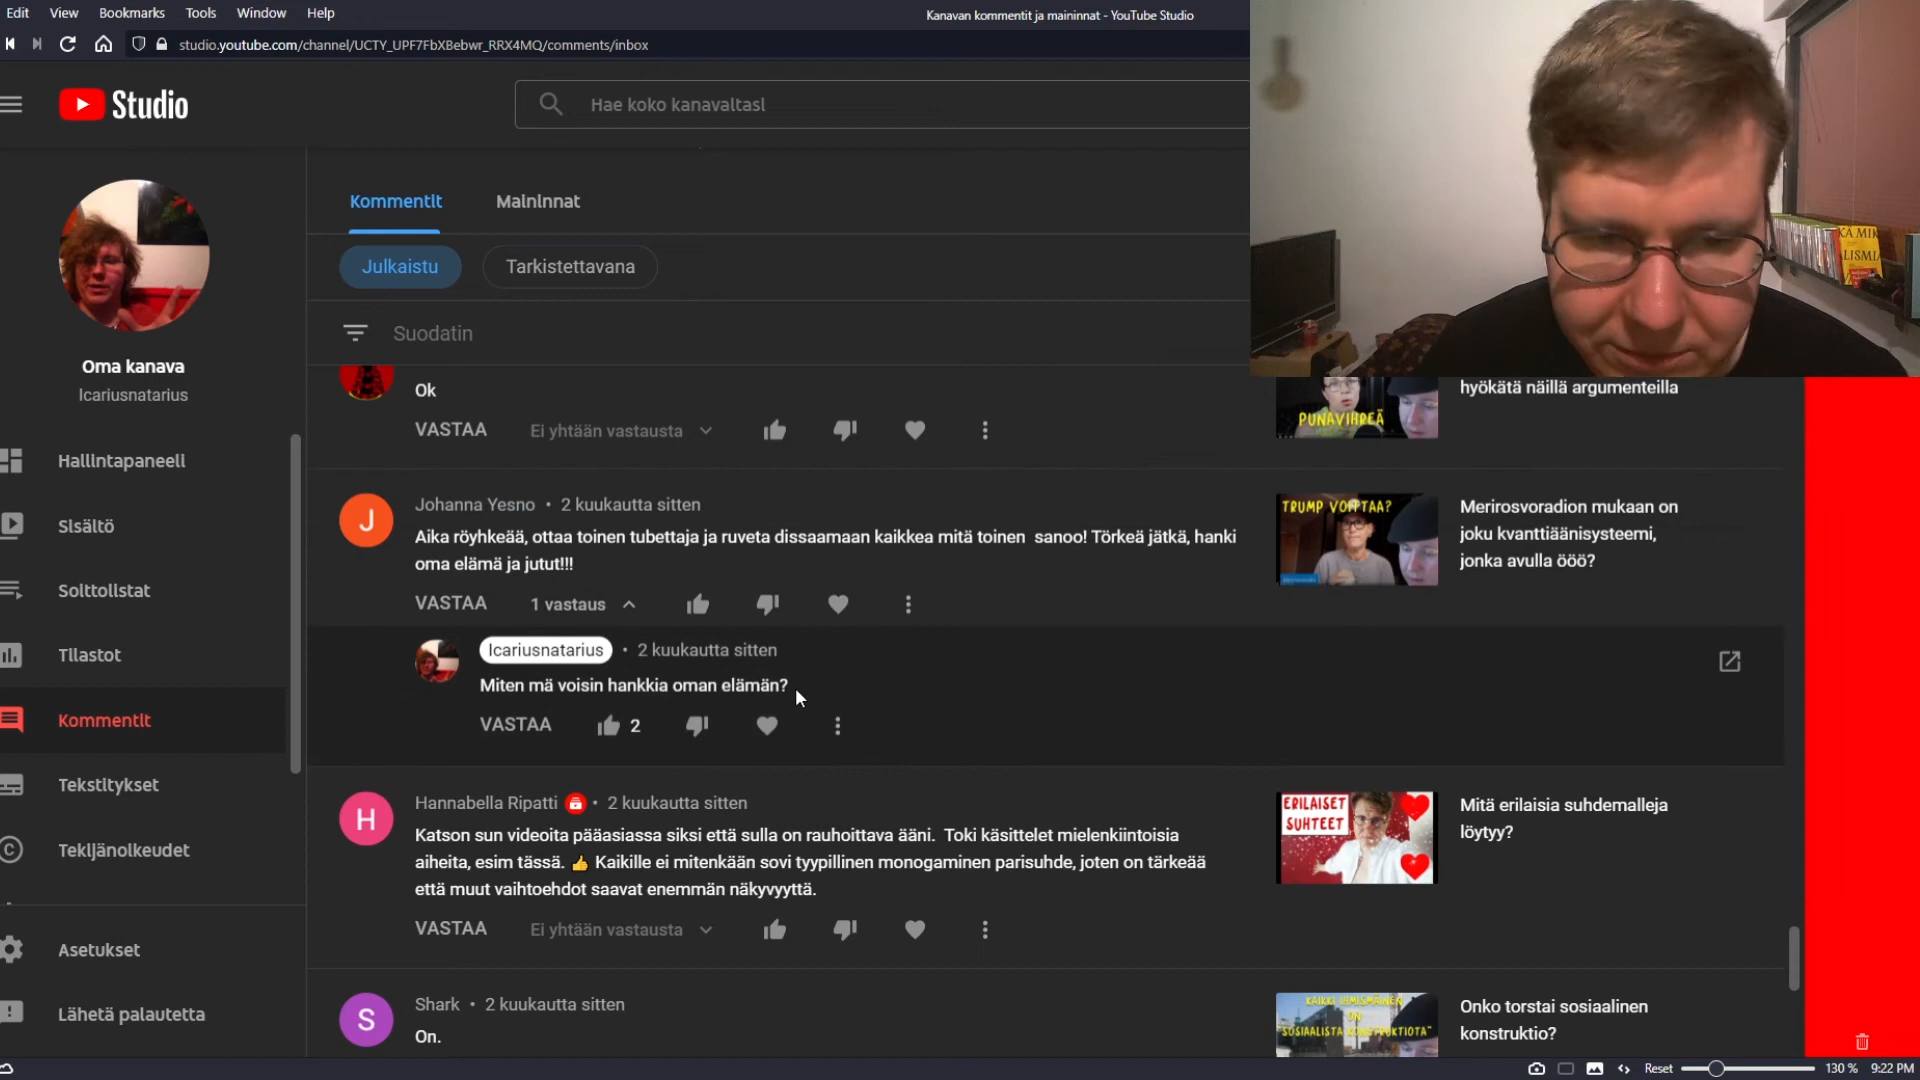 Edit View Bookmarks Tools Window Help
Kanavan kommentit ja maininnat - YouTube Studio
studio.youtube.com/channel/UCTY_UPF7FbXBebwr_RRX4MQ/comments/inbox
Studio
Hae koko kanavaltasi
Kommentit Maininnat
Julkaistu Tarkistettavana
Suodatin
Oma kanava
Icariusnatarius
Hallintapaneeli
Sisältö
Soittolistat
Tilastot
Kommentit
Tekstitykset
Tekijänoikeudet
Asetukset
Lähetä palautetta
Ok
VASTAA Ei yhtään vastausta
PUNAVIHREÄ
hyökätä näillä argumenteilla
Johanna Yesno • 2 kuukautta sitten
J
Aika röyhkeää, ottaa toinen tubettaja ja ruveta dissaamaan kaikkea mitä toinen sanoo! Törkeä jätkä, hanki
oma elämä ja jutut!!!
VASTAA 1 vastaus
TRUMP VOITTAA?
Merirosvoradion mukaan on
joku kvanttiäänisysteemi,
jonka avulla ööö?
Icariusnatarius • 2 kuukautta sitten
Miten mä voisin hankkia oman elämän?
VASTAA 2
Hannabella Ripatti • 2 kuukautta sitten
H
Katson sun videoita pääasiassa siksi että sulla on rauhoittava ääni. Toki käsittelet mielenkiintoisia
aiheita, esim tässä. 👍 Kaikille ei mitenkään sovi tyypillinen monogaminen parisuhde, joten on tärkeää
että muut vaihtoehdot saavat enemmän näkyvyyttä.
VASTAA Ei yhtään vastausta
ERILAISET
SUHTEET
Mitä erilaisia suhdemalleja
löytyy?
Shark • 2 kuukautta sitten
S
On.
KAIKKI IHMISMÄINEN
ON
"SOSIAALISTA KONSTRUKTIOTA"
Onko torstai sosiaalinen
konstruktio?
Reset 130 % 9:22 PM